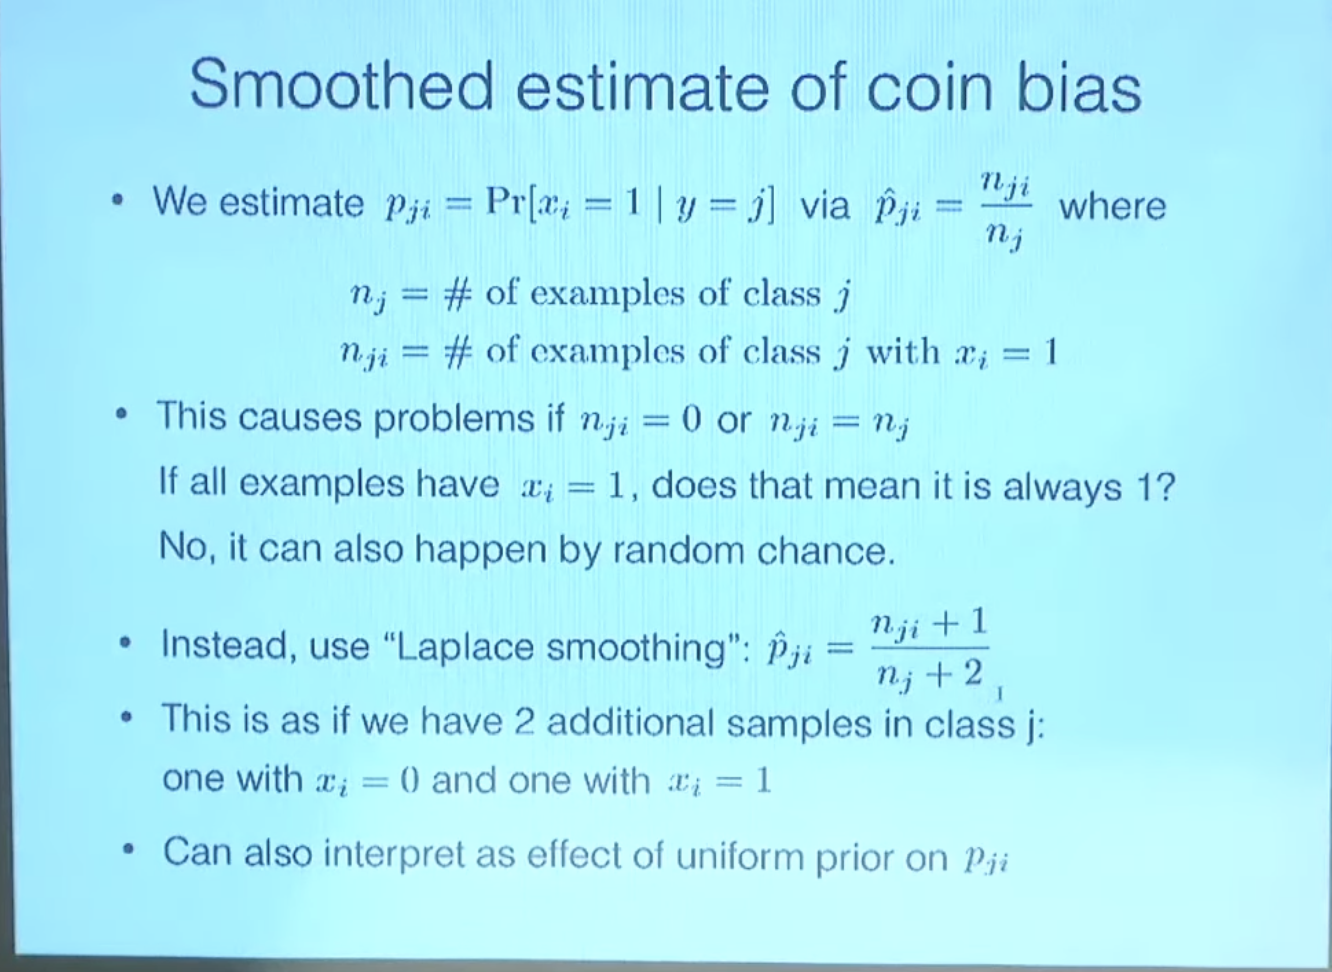 Smoothed estimate of coin bias
• We estimate p_{ji} = Pr[x_i = 1 | y = j] via p̂_{ji} = n_{ji} / n_j where
n_j = # of examples of class j
n_{ji} = # of examples of class j with x_i = 1
• This causes problems if n_{ji} = 0 or n_{ji} = n_j
If all examples have x_i = 1, does that mean it is always 1?
No, it can also happen by random chance.
• Instead, use “Laplace smoothing”: p̂_{ji} = (n_{ji} + 1) / (n_j + 2)
• This is as if we have 2 additional samples in class j:
one with x_i = 0 and one with x_i = 1
• Can also interpret as effect of uniform prior on p_{ji}